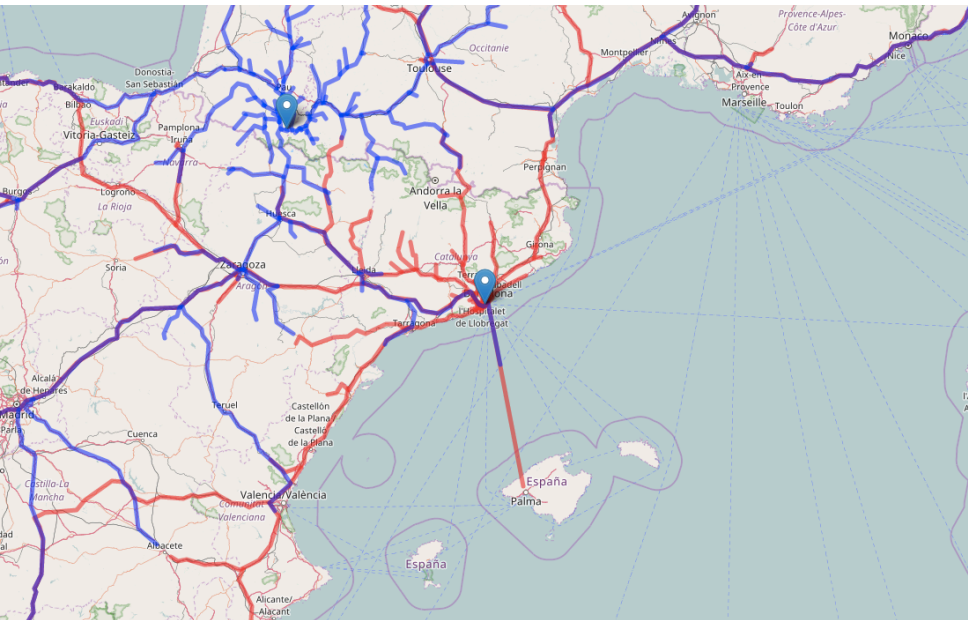 Avignon
Provence-Alpes-
Côte d'Azur
Monaco
Nîmes
Occitanie
Montpellier
Nice
Toulouse
Donostia-
San Sebastián
Barakaldo
Aix-en
Provence
Pau
Bilbao
Marseille
Toulon
Euskadi
Pamplona
Iruña
Vitoria-Gasteiz
Navarra
Perpignan
Burgos
Logroño
Andorra la
Vella
La Rioja
Huesca
Girona
Catalunya
Soria
Zaragoza
Lleida
Aragón
l'Hospitalet
de Llobregat
Tarragona
Alcalá
de Henares
Madrid
Parla
Teruel
Castellón
de la Plana
Castelló
de la Plana
Cuenca
España
Castilla-La
Mancha
Palma
Valencia/València
Comunitat
Valenciana
Albacete
España
Alicante/
Alacant